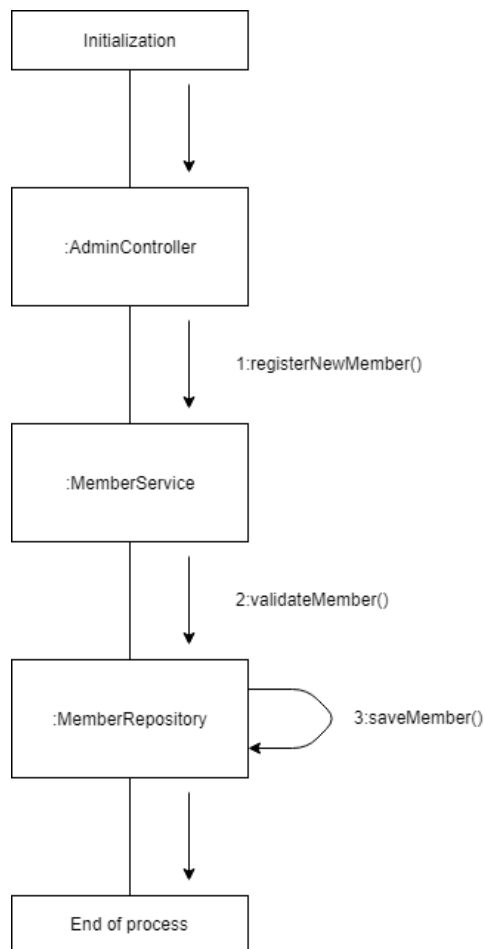 Initialization
:AdminController
1:registerNewMember()
:MemberService
2:validateMember()
:MemberRepository
3:saveMember()
End of process